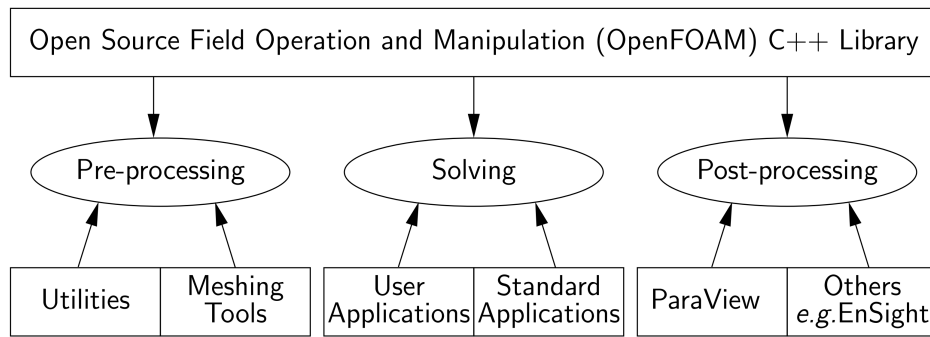 Open Source Field Operation and Manipulation (OpenFOAM) C++ Library
Pre-processing
Solving
Post-processing
Utilities
Meshing
Tools
User
Applications
Standard
Applications
ParaView
Others
e.g.EnSight